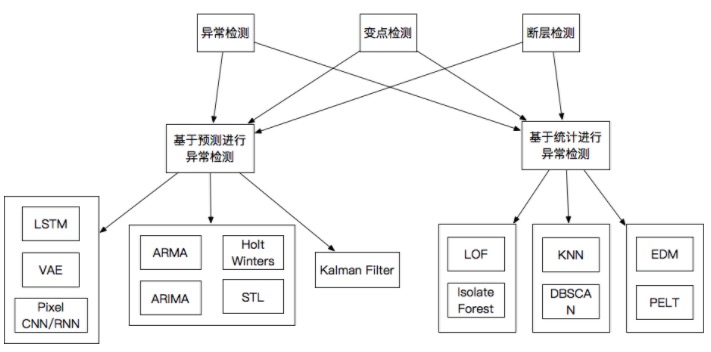 异常检测
变点检测
断层检测
基于预测进行
异常检测
基于统计进行
异常检测
LSTM
VAE
Pixel
CNN/RNN
ARMA
Holt
Winters
ARIMA
STL
Kalman Filter
LOF
Isolate
Forest
KNN
DBSCA
N
EDM
PELT